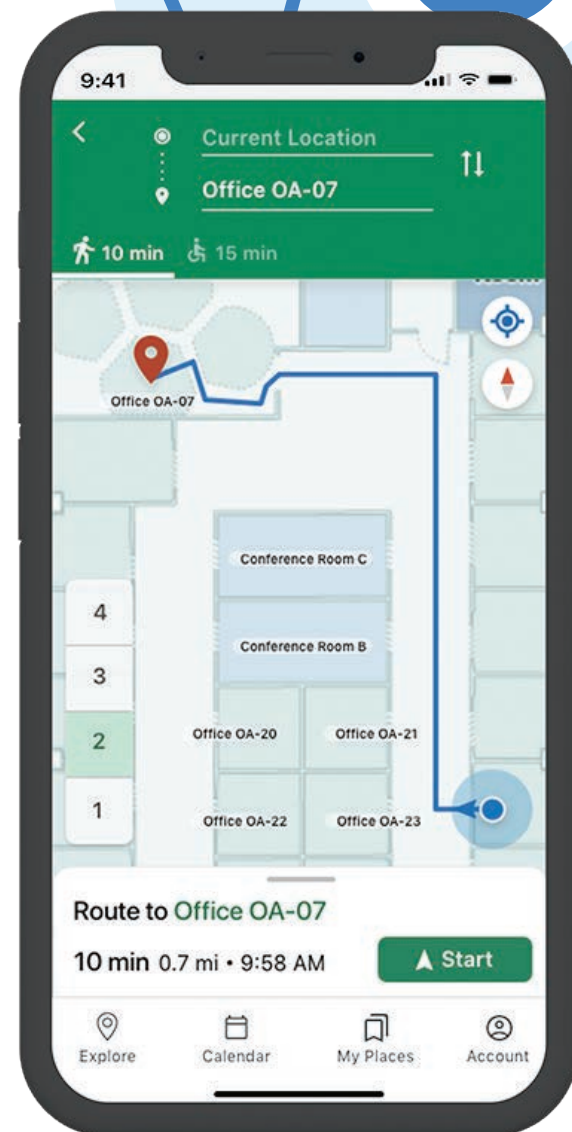 9:41
Current Location
Office OA-07
10 min 15 min
Office OA-07
Conference Room C
Conference Room B
4
3
2
1
Office OA-20 Office OA-21
Office OA-22 Office OA-23
Route to Office OA-07
10 min 0.7 mi • 9:58 AM
Start
Explore Calendar My Places Account